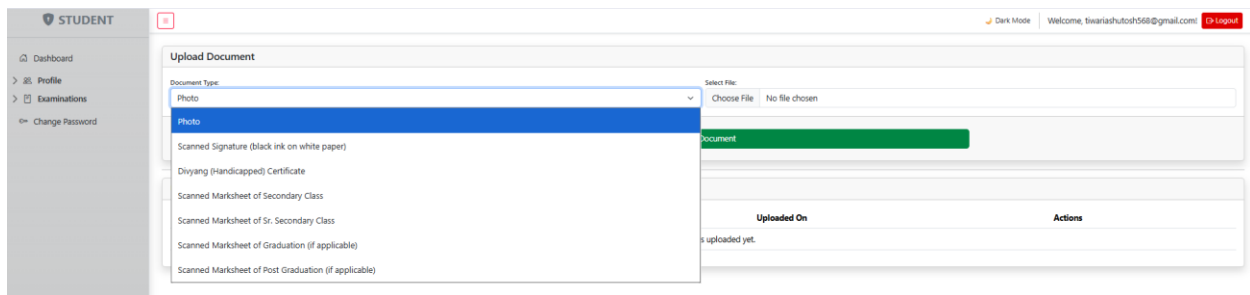 STUDENT
Dark Mode
Welcome, tiwariashutosh568@gmail.com!
Logout
Dashboard
Profile
Examinations
Change Password
Upload Document
Document Type:
Photo
Select File:
Choose File No file chosen
Photo
Scanned Signature (black ink on white paper)
Divyang (Handicapped) Certificate
Scanned Marksheet of Secondary Class
Scanned Marksheet of Sr. Secondary Class
Scanned Marksheet of Graduation (if applicable)
Scanned Marksheet of Post Graduation (if applicable)
Document
Uploaded On
Actions
s uploaded yet.